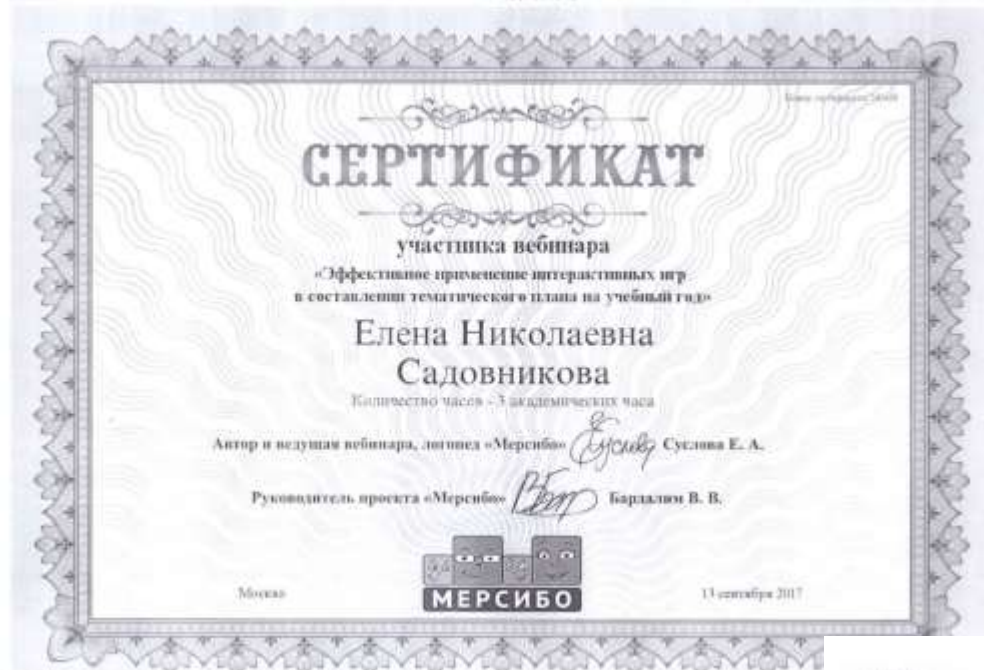 СЕРТИФИКАТ
участника вебинара
«Эффективное применение интерактивных игр
в составлении тематического плана на учебный год»
Елена Николаевна
Садовникова
Количество часов - 3 академических часа
Автор и ведущая вебинара, логопед «Мерсибо» Суслова Е. А.
Руководитель проекта «Мерсибо» Бардалим В. В.
МЕРСИБО
Москва 13 сентября 2017